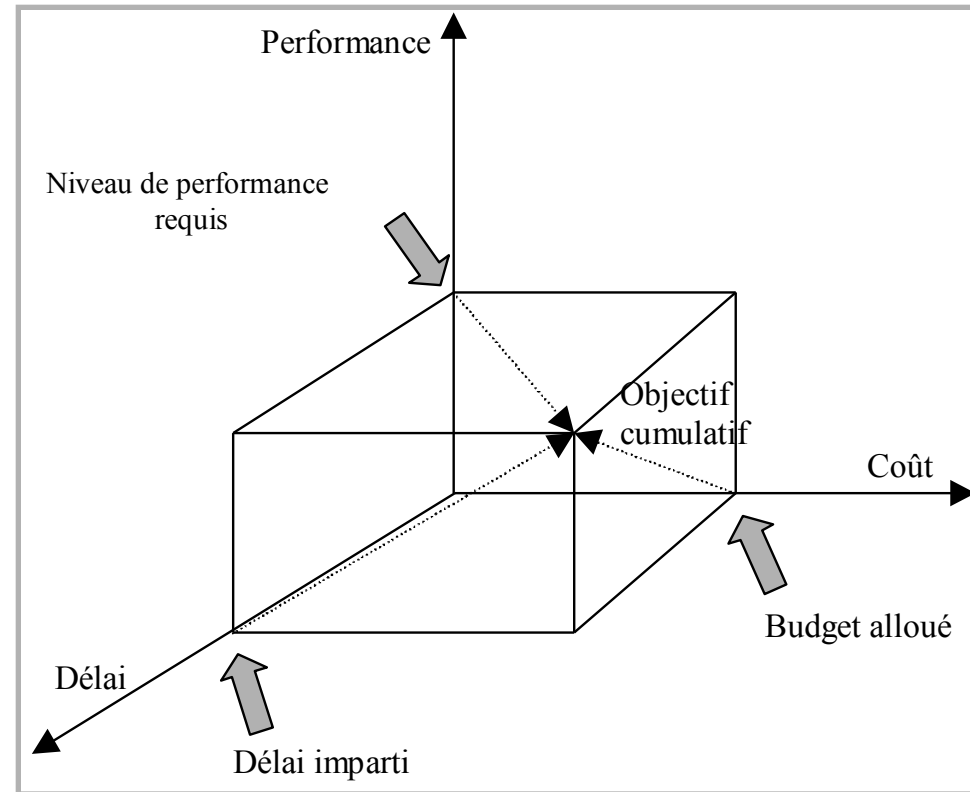 Performance
Niveau de performance
requis
Objectif
cumulatif
Coût
Budget alloué
Délai
Délai imparti